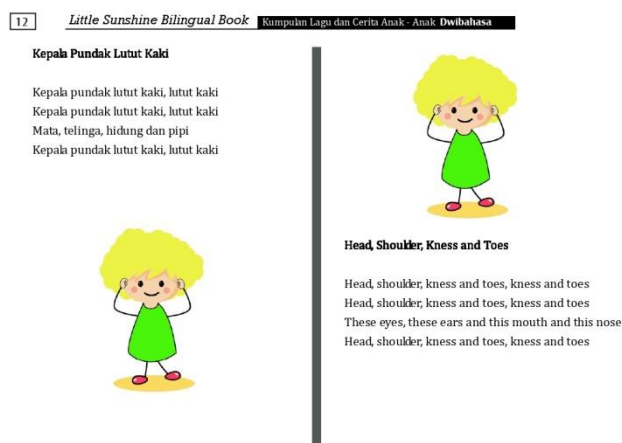 12
Little Sunshine Bilingual Book Kumpulan Lagu dan Cerita Anak - Anak Dwibahasa
Kepala Pundak Lutut Kaki
Kepala pundak lutut kaki, lutut kaki
Kepala pundak lutut kaki, lutut kaki
Mata, telinga, hidung dan pipi
Kepala pundak lutut kaki, lutut kaki
Head, Shoulder, Kness and Toes
Head, shoulder, kness and toes, kness and toes
Head, shoulder, kness and toes, kness and toes
These eyes, these ears and this mouth and this nose
Head, shoulder, kness and toes, kness and toes